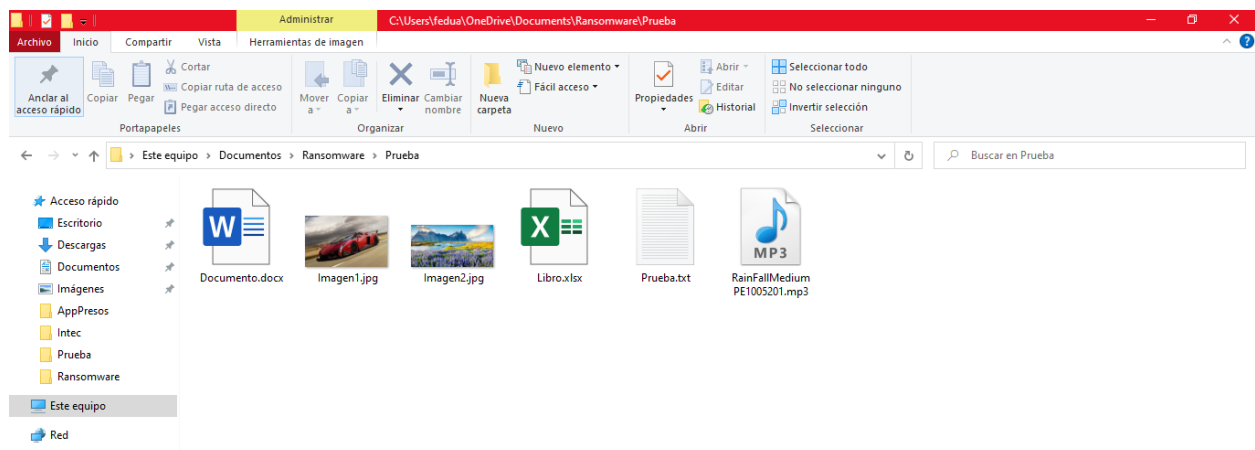 Administrar
C:\Users\fedua\OneDrive\Documents\Ransomware\Prueba
Archivo
Inicio
Compartir
Vista
Herramientas de imagen
Anclar al
acceso rápido
Copiar
Pegar
Cortar
Copiar ruta de acceso
Pegar acceso directo
Portapapeles
Mover
a
Copiar
a
Eliminar
Cambiar
nombre
Organizar
Nueva
carpeta
Nuevo elemento
Fácil acceso
Nuevo
Propiedades
Abrir
Editar
Historial
Abrir
Seleccionar todo
No seleccionar ninguno
Invertir selección
Seleccionar
Este equipo > Documentos > Ransomware > Prueba
Buscar en Prueba
Acceso rápido
Escritorio
Descargas
Documentos
Imágenes
AppPresos
Intec
Prueba
Ransomware
Este equipo
Red
W
Documento.docx
Imagen1.jpg
Imagen2.jpg
X
Libro.xlsx
Prueba.txt
MP3
RainFallMedium
PE1005201.mp3